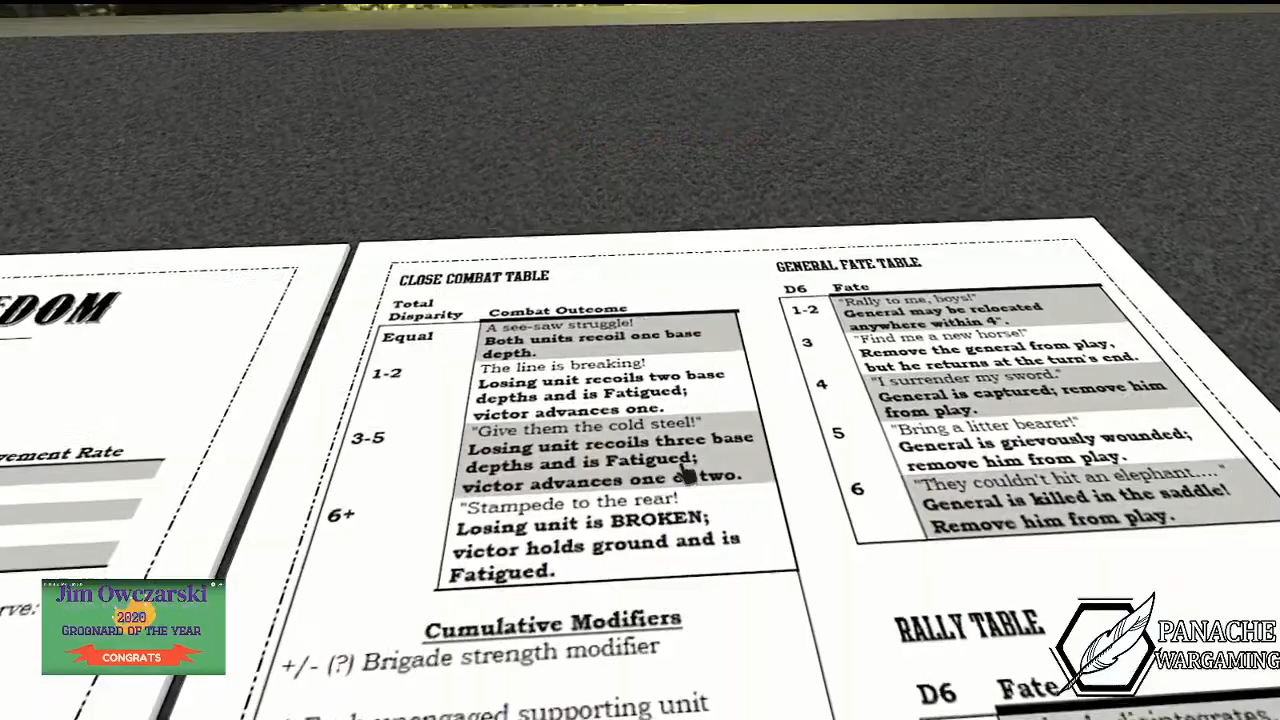 EDOM
vement Rate
rve:
CLOSE COMBAT TABLE
Total
Disparity
Combat Outcome
Equal
A see-saw struggle!
Both units recoil one base
depth.
1-2
The line is breaking!
Losing unit recoils two base
depths and is Fatigued;
victor advances one.
3-5
"Give them the cold steel!"
Losing unit recoils three base
depths and is Fatigued;
victor advances one two.
6+
"Stampede to the rear!
Losing unit is BROKEN;
victor holds ground and is
Fatigued.
Cumulative Modifiers
+/- (?) Brigade strength modifier
unengaged supporting unit
GENERAL FATE TABLE
D6 Fate
1-2
"Rally to me, boys!"
General may be relocated
anywhere within 4".
3
"Find me a new horse!"
Remove the general from play,
but he returns at the turn's end.
4
"I surrender my sword."
General is captured; remove him
from play.
5
"Bring a litter bearer!"
General is grievously wounded;
remove him from play.
6
"They couldn't hit an elephant...."
General is killed in the saddle!
Remove him from play.
RALLY TABLE
D6 Fate
Jim Owczarski
2020
GROGNARD OF THE YEAR
CONGRATS
PANACHE
WARGAMING